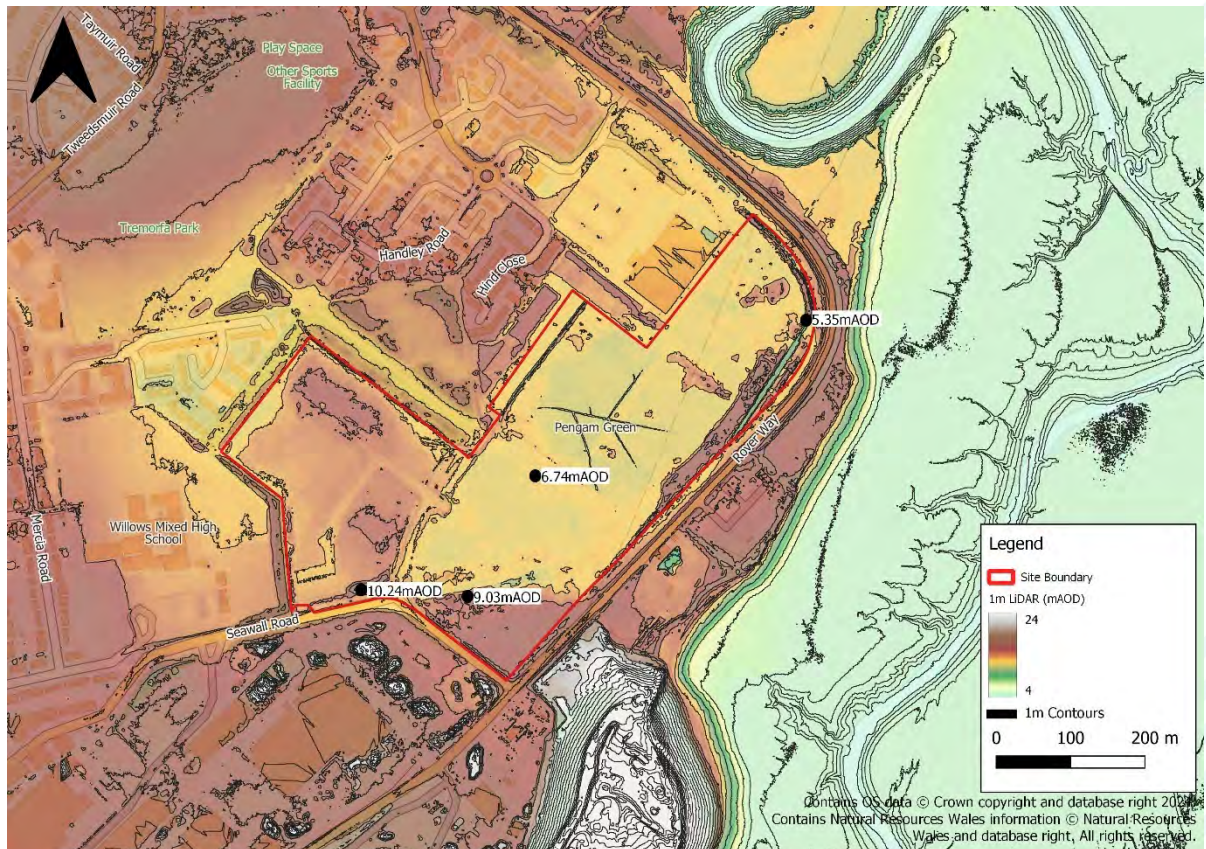 Taymuir Road
Tweedsmuir Road
Play Space
Other Sports
Facility
Tremorfa Park
Handley Road
Hind Close
5.35mAOD
Pengam Green
Rover Way
6.74mAOD
Willows Mixed High
School
Mercia Road
10.24mAOD
9.03mAOD
Seawall Road
Legend
Site Boundary
1m LiDAR (mAOD)
24
4
1m Contours
0 100 200 m
Contains OS data © Crown copyright and database right
Contains Natural Resources Wales information © Natural Resources
Wales and database right, All rights reserved.